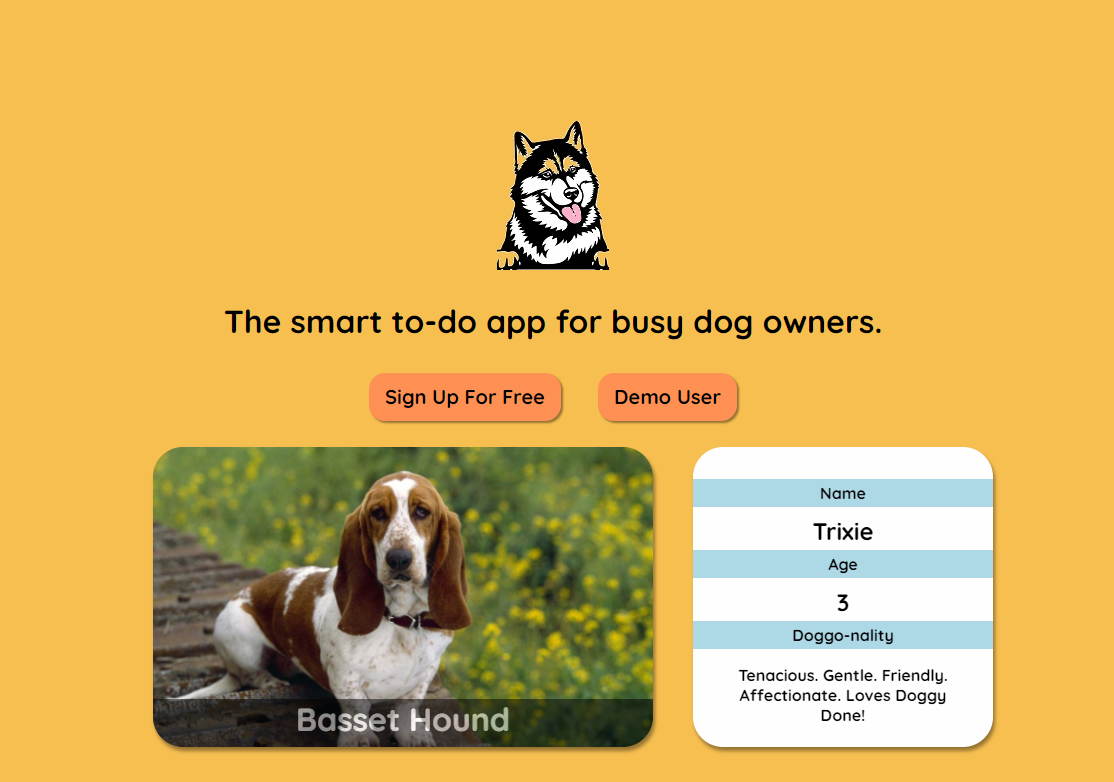 The smart to-do app for busy dog owners.
Sign Up For Free
Demo User
Basset Hound
Name
Trixie
Age
3
Doggo-nality
Tenacious. Gentle. Friendly.
Affectionate. Loves Doggy
Done!